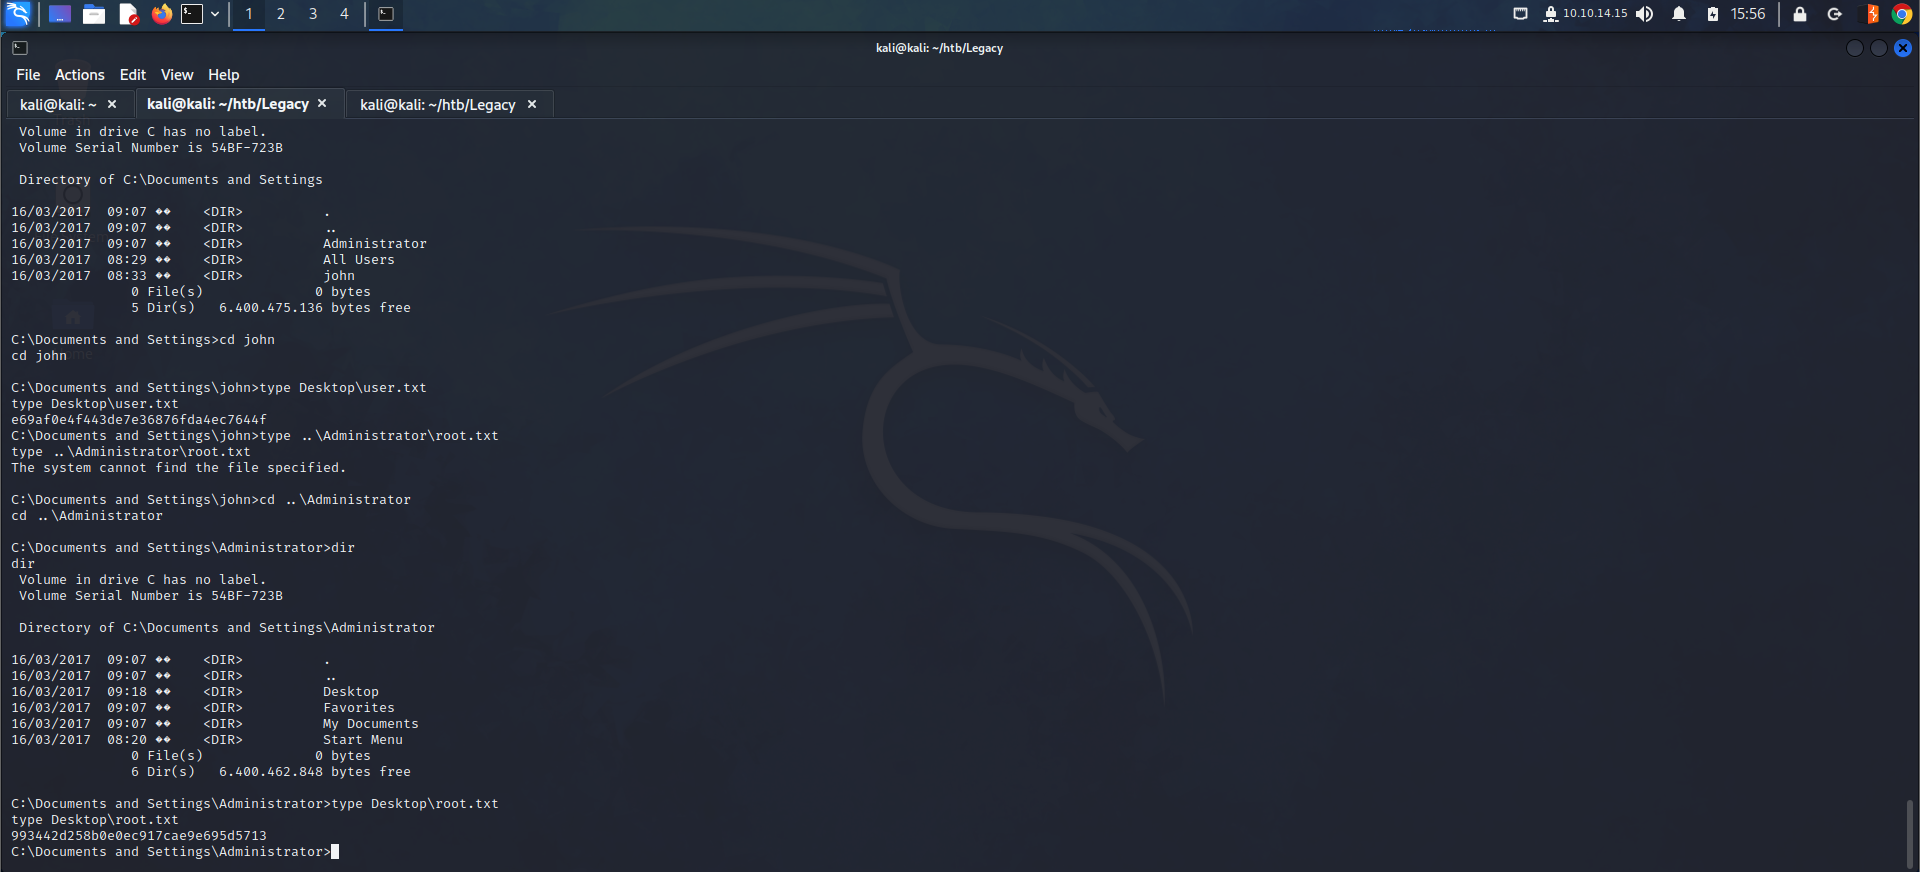 1 2 3 4 10.10.14.15 15:56
kali@kali: ~/htb/Legacy
File Actions Edit View Help
kali@kali: ~ × kali@kali: ~/htb/Legacy × kali@kali: ~/htb/Legacy ×
Volume in drive C has no label.
Volume Serial Number is 54BF-723B
Directory of C:\Documents and Settings
16/03/2017 09:07 �� <DIR> .
16/03/2017 09:07 �� <DIR> ..
16/03/2017 09:07 �� <DIR> Administrator
16/03/2017 08:29 �� <DIR> All Users
16/03/2017 08:33 �� <DIR> john
0 File(s) 0 bytes
5 Dir(s) 6.400.475.136 bytes free
C:\Documents and Settings>cd john
cd john
C:\Documents and Settings\john>type Desktop\user.txt
type Desktop\user.txt
e69af0e4f443de7e36876fda4ec7644f
C:\Documents and Settings\john>type ..\Administrator\root.txt
type ..\Administrator\root.txt
The system cannot find the file specified.
C:\Documents and Settings\john>cd ..\Administrator
cd ..\Administrator
C:\Documents and Settings\Administrator>dir
dir
Volume in drive C has no label.
Volume Serial Number is 54BF-723B
Directory of C:\Documents and Settings\Administrator
16/03/2017 09:07 �� <DIR> .
16/03/2017 09:07 �� <DIR> ..
16/03/2017 09:18 �� <DIR> Desktop
16/03/2017 09:07 �� <DIR> Favorites
16/03/2017 09:07 �� <DIR> My Documents
16/03/2017 08:20 �� <DIR> Start Menu
0 File(s) 0 bytes
6 Dir(s) 6.400.462.848 bytes free
C:\Documents and Settings\Administrator>type Desktop\root.txt
type Desktop\root.txt
993442d258b0e0ec917cae9e695d5713
C:\Documents and Settings\Administrator>